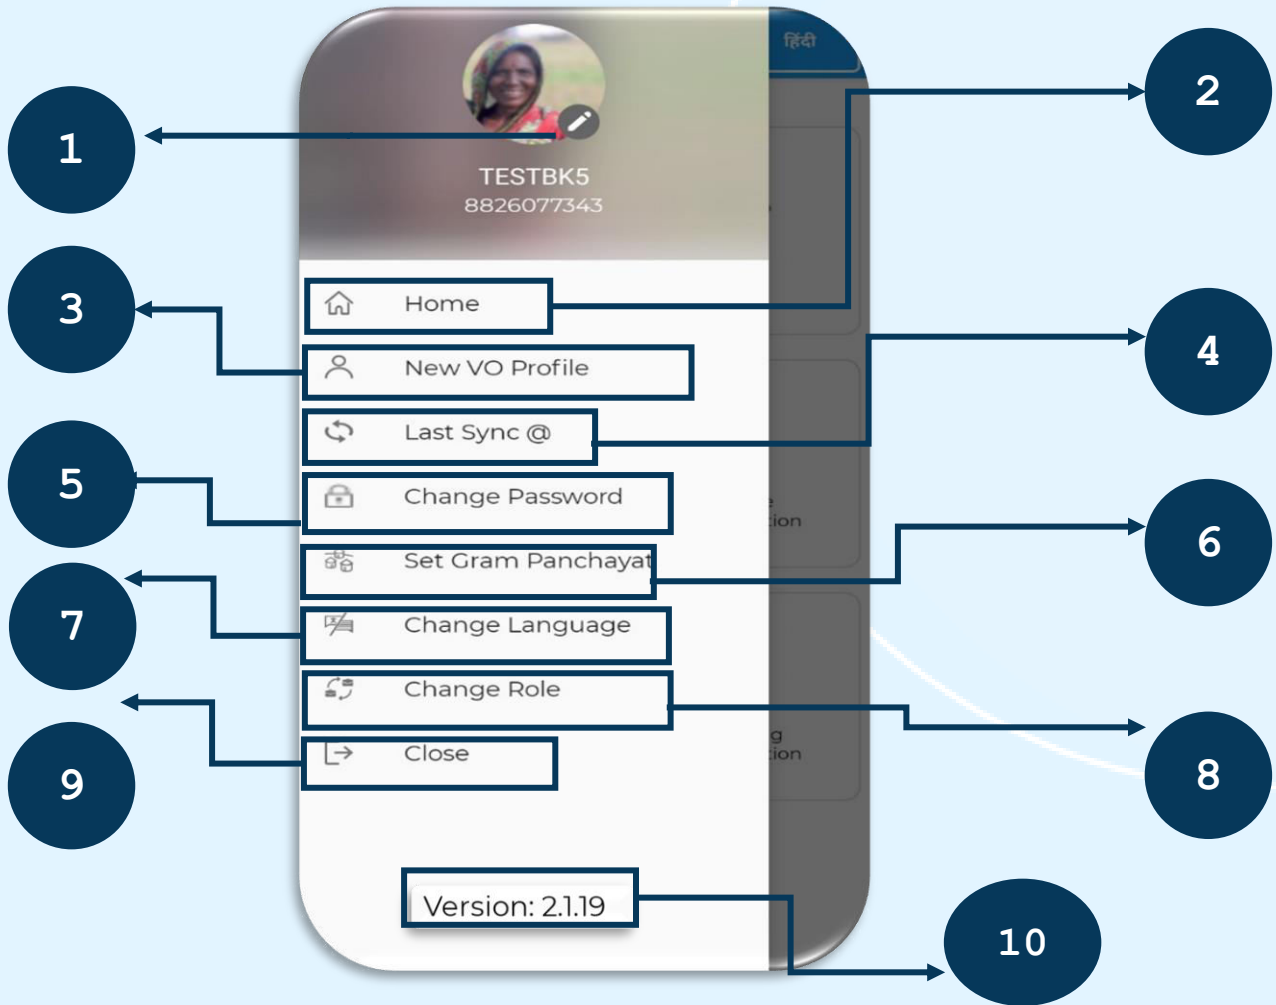 हिंदी
2
1
TESTBK5
8826077343
Home
3
New VO Profile
4
Last Sync @
5
Change Password
6
Set Gram Panchayat
7
Change Language
Change Role
8
9
Close
Version: 2.1.19
10